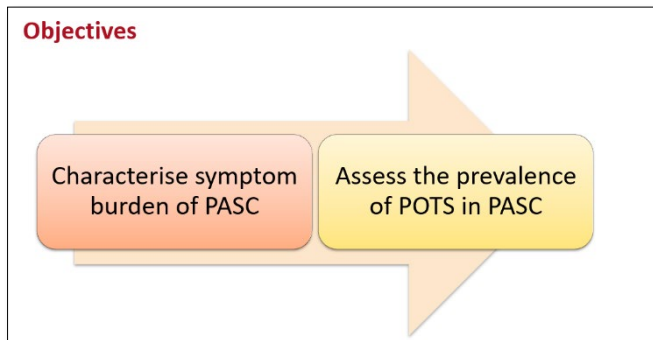 Objectives
Characterise symptom
burden of PASC
Assess the prevalence
of POTS in PASC